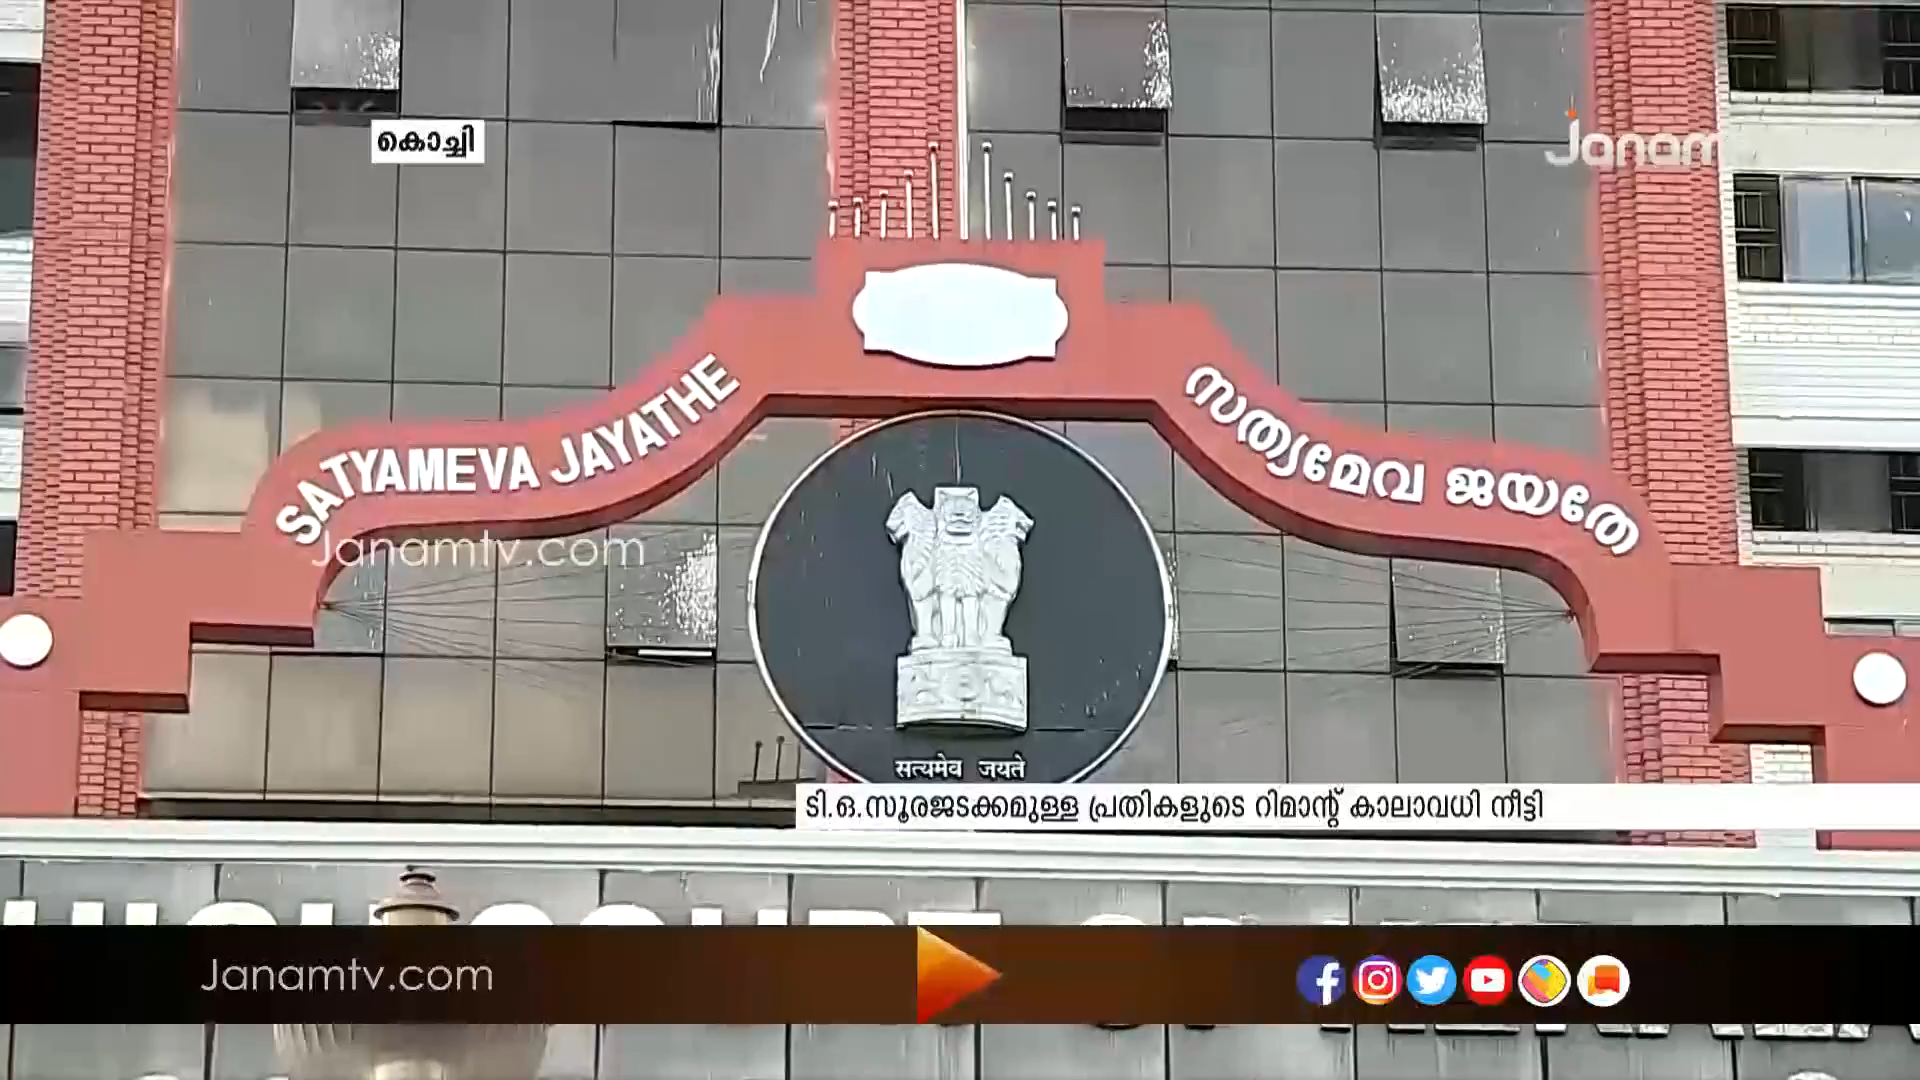 കൊച്ചി
Janam
SATYAMEVA JAYATHE
സത്യമേവ ജയതേ
Janamtv.com
सत्यमेव जयते
ടി.ഒ.സൂരജടക്കമുള്ള പ്രതികളുടെ റിമാന്റ് കാലാവധി നീട്ടി
Janamtv.com